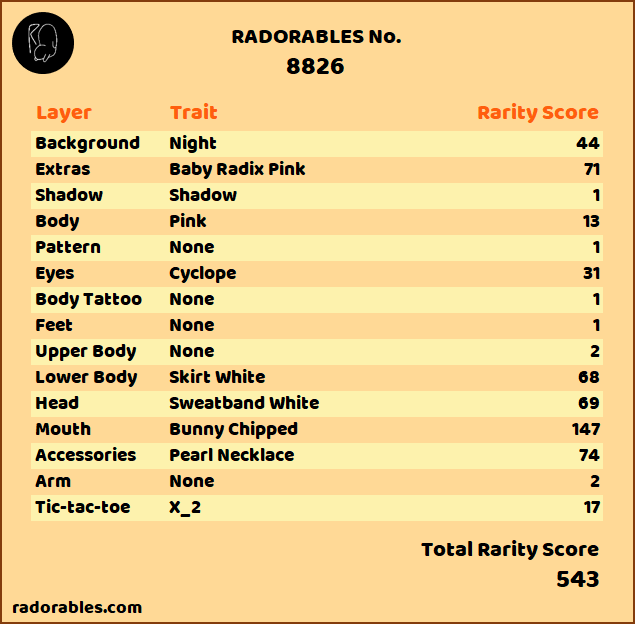 RADORABLES No.
8826
Layer Trait Rarity Score
Background Night 44
Extras Baby Radix Pink 71
Shadow Shadow 1
Body Pink 13
Pattern None 1
Eyes Cyclope 31
Body Tattoo None 1
Feet None 1
Upper Body None 2
Lower Body Skirt White 68
Head Sweatband White 69
Mouth Bunny Chipped 147
Accessories Pearl Necklace 74
Arm None 2
Tic-tac-toe X_2 17
Total Rarity Score
543
radorables.com